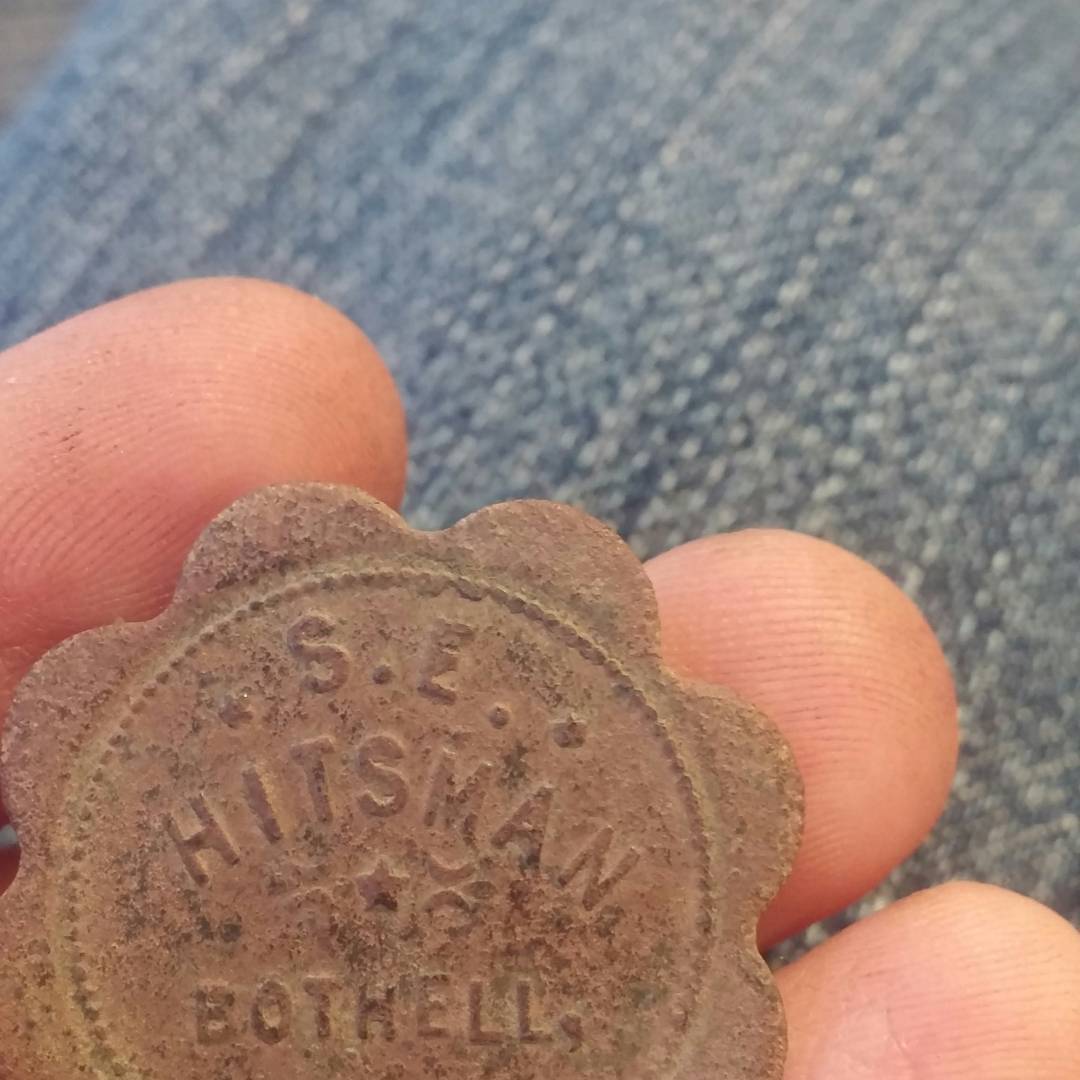 S. E.
HITSMAN
BOTHELL,